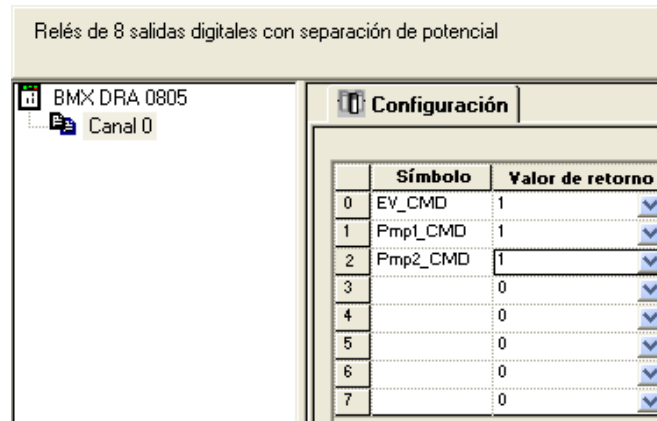 Relés de 8 salidas digitales con separación de potencial
BMX DRA 0805
Canal 0
Configuración
Símbolo Valor de retorno
0 EV_CMD 1
1 Pmp1_CMD 1
2 Pmp2_CMD 1
3 0
4 0
5 0
6 0
7 0